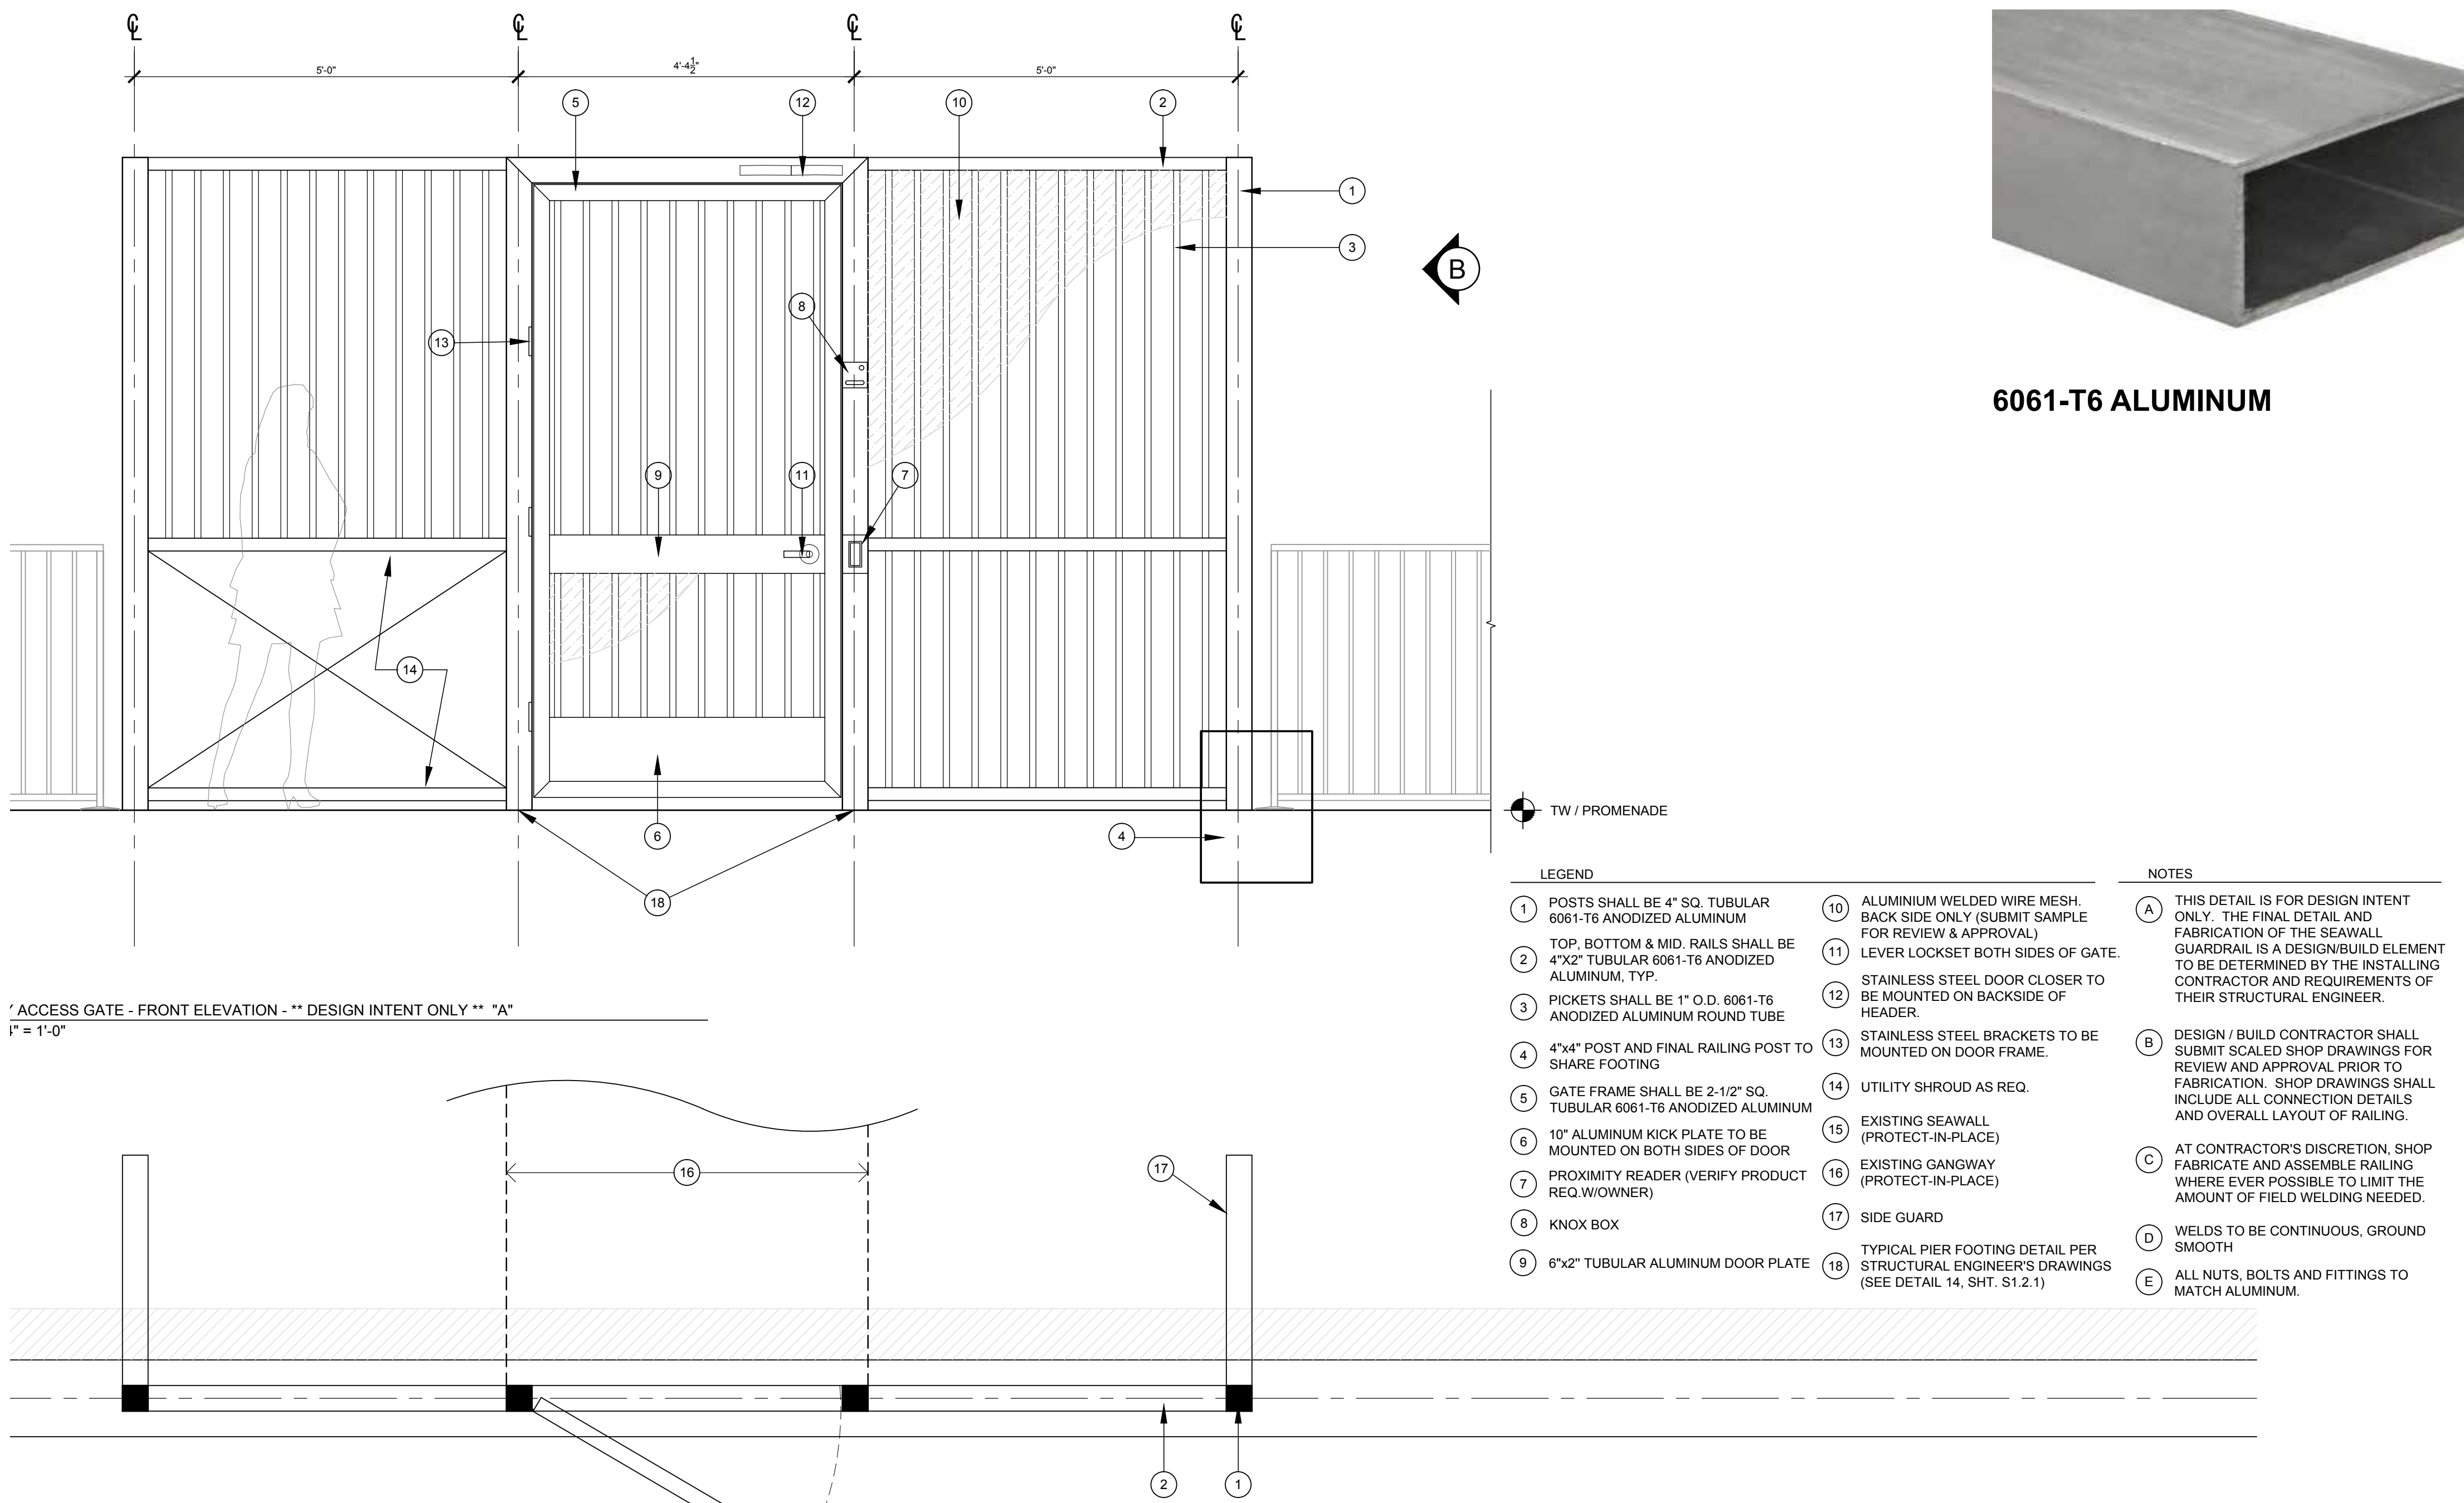 ℄ ℄ ℄ ℄
5'-0" 4'-4½" 5'-0"
5 12 10 2
1
3
B
8
13
9 11 7
14
6
4
18
6061-T6 ALUMINUM
TW / PROMENADE
ACCESS GATE - FRONT ELEVATION - ** DESIGN INTENT ONLY ** "A"
" = 1'-0"
16
17
2 1
LEGEND
1 POSTS SHALL BE 4" SQ. TUBULAR
6061-T6 ANODIZED ALUMINUM
2 TOP, BOTTOM & MID. RAILS SHALL BE
4"X2" TUBULAR 6061-T6 ANODIZED
ALUMINUM, TYP.
3 PICKETS SHALL BE 1" O.D. 6061-T6
ANODIZED ALUMINUM ROUND TUBE
4 4"x4" POST AND FINAL RAILING POST TO
SHARE FOOTING
5 GATE FRAME SHALL BE 2-1/2" SQ.
TUBULAR 6061-T6 ANODIZED ALUMINUM
6 10" ALUMINUM KICK PLATE TO BE
MOUNTED ON BOTH SIDES OF DOOR
7 PROXIMITY READER (VERIFY PRODUCT
REQ.W/OWNER)
8 KNOX BOX
9 6"x2" TUBULAR ALUMINUM DOOR PLATE
10 ALUMINIUM WELDED WIRE MESH.
BACK SIDE ONLY (SUBMIT SAMPLE
FOR REVIEW & APPROVAL)
11 LEVER LOCKSET BOTH SIDES OF GATE.
12 STAINLESS STEEL DOOR CLOSER TO
BE MOUNTED ON BACKSIDE OF
HEADER.
13 STAINLESS STEEL BRACKETS TO BE
MOUNTED ON DOOR FRAME.
14 UTILITY SHROUD AS REQ.
15 EXISTING SEAWALL
(PROTECT-IN-PLACE)
16 EXISTING GANGWAY
(PROTECT-IN-PLACE)
17 SIDE GUARD
18 TYPICAL PIER FOOTING DETAIL PER
STRUCTURAL ENGINEER'S DRAWINGS
(SEE DETAIL 14, SHT. S1.2.1)
NOTES
A THIS DETAIL IS FOR DESIGN INTENT
ONLY. THE FINAL DETAIL AND
FABRICATION OF THE SEAWALL
GUARDRAIL IS A DESIGN/BUILD ELEMENT
TO BE DETERMINED BY THE INSTALLING
CONTRACTOR AND REQUIREMENTS OF
THEIR STRUCTURAL ENGINEER.
B DESIGN / BUILD CONTRACTOR SHALL
SUBMIT SCALED SHOP DRAWINGS FOR
REVIEW AND APPROVAL PRIOR TO
FABRICATION. SHOP DRAWINGS SHALL
INCLUDE ALL CONNECTION DETAILS
AND OVERALL LAYOUT OF RAILING.
C AT CONTRACTOR'S DISCRETION, SHOP
FABRICATE AND ASSEMBLE RAILING
WHERE EVER POSSIBLE TO LIMIT THE
AMOUNT OF FIELD WELDING NEEDED.
D WELDS TO BE CONTINUOUS, GROUND
SMOOTH
E ALL NUTS, BOLTS AND FITTINGS TO
MATCH ALUMINUM.